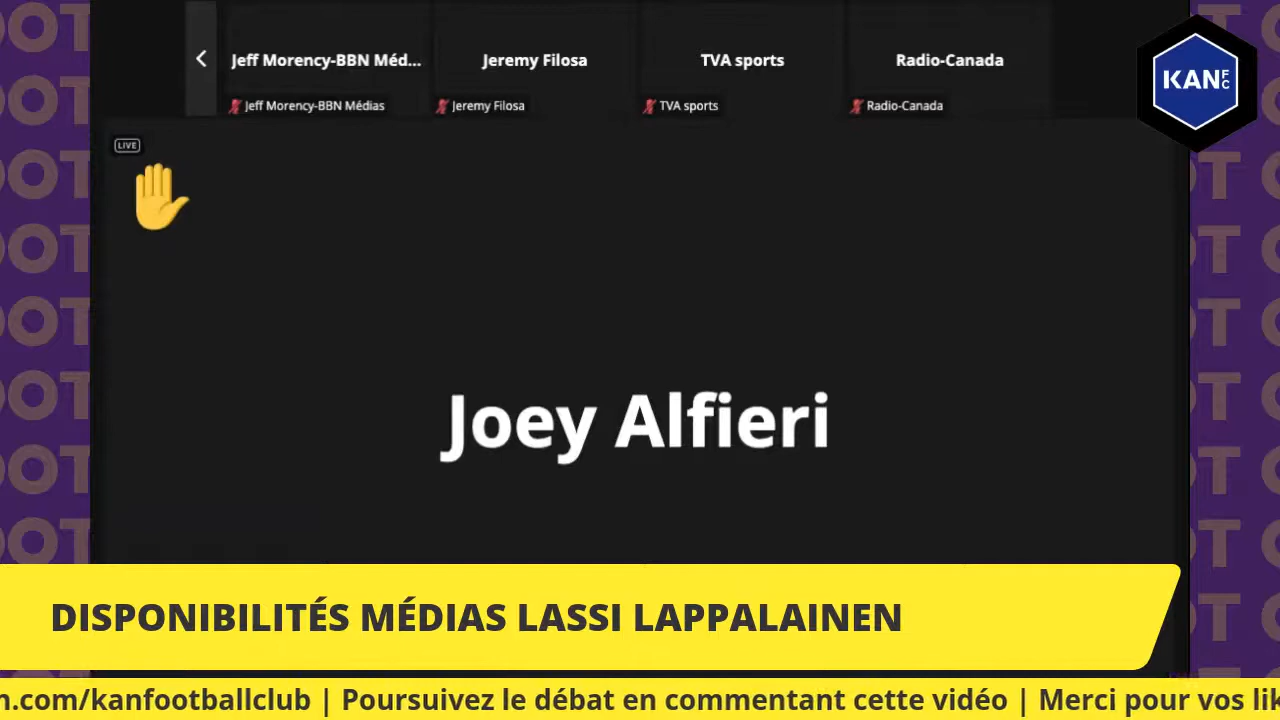 Jeff Morency-BBN Méd...
Jeremy Filosa
TVA sports
Radio-Canada
Jeff Morency-BBN Médias
Jeremy Filosa
TVA sports
Radio-Canada
KAN FC
LIVE
Joey Alfieri
DISPONIBILITÉS MÉDIAS LASSI LAPPALAINEN
m.com/kanfootballclub | Poursuivez le débat en commentant cette vidéo | Merci pour vos lik